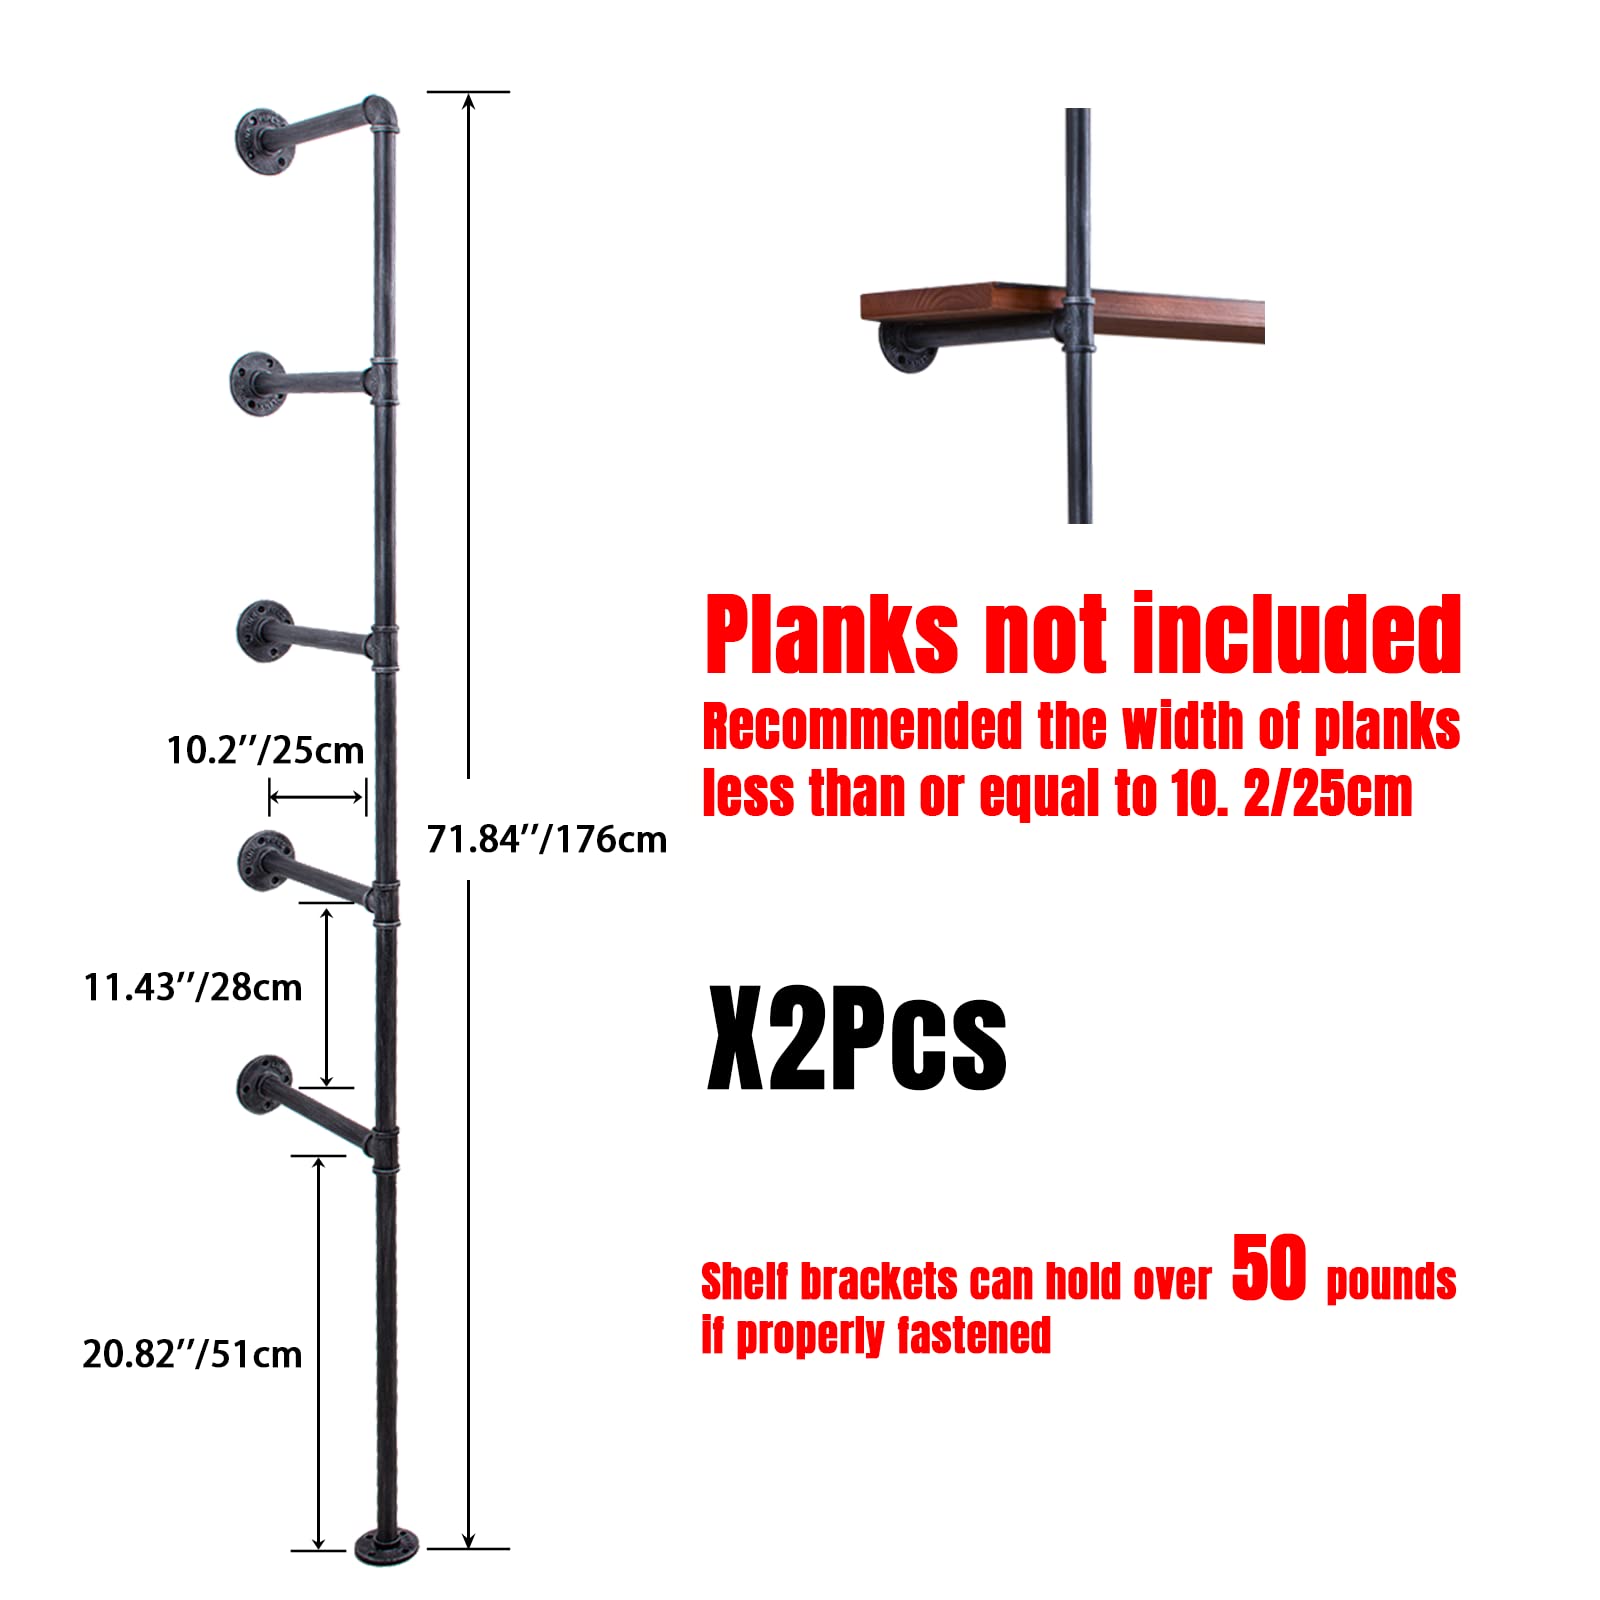 10.2’’/25cm
71.84’’/176cm
11.43’’/28cm
20.82’’/51cm
Planks not included
Recommended the width of planks
less than or equal to 10. 2/25cm
X2Pcs
Shelf brackets can hold over 50 pounds
if properly fastened